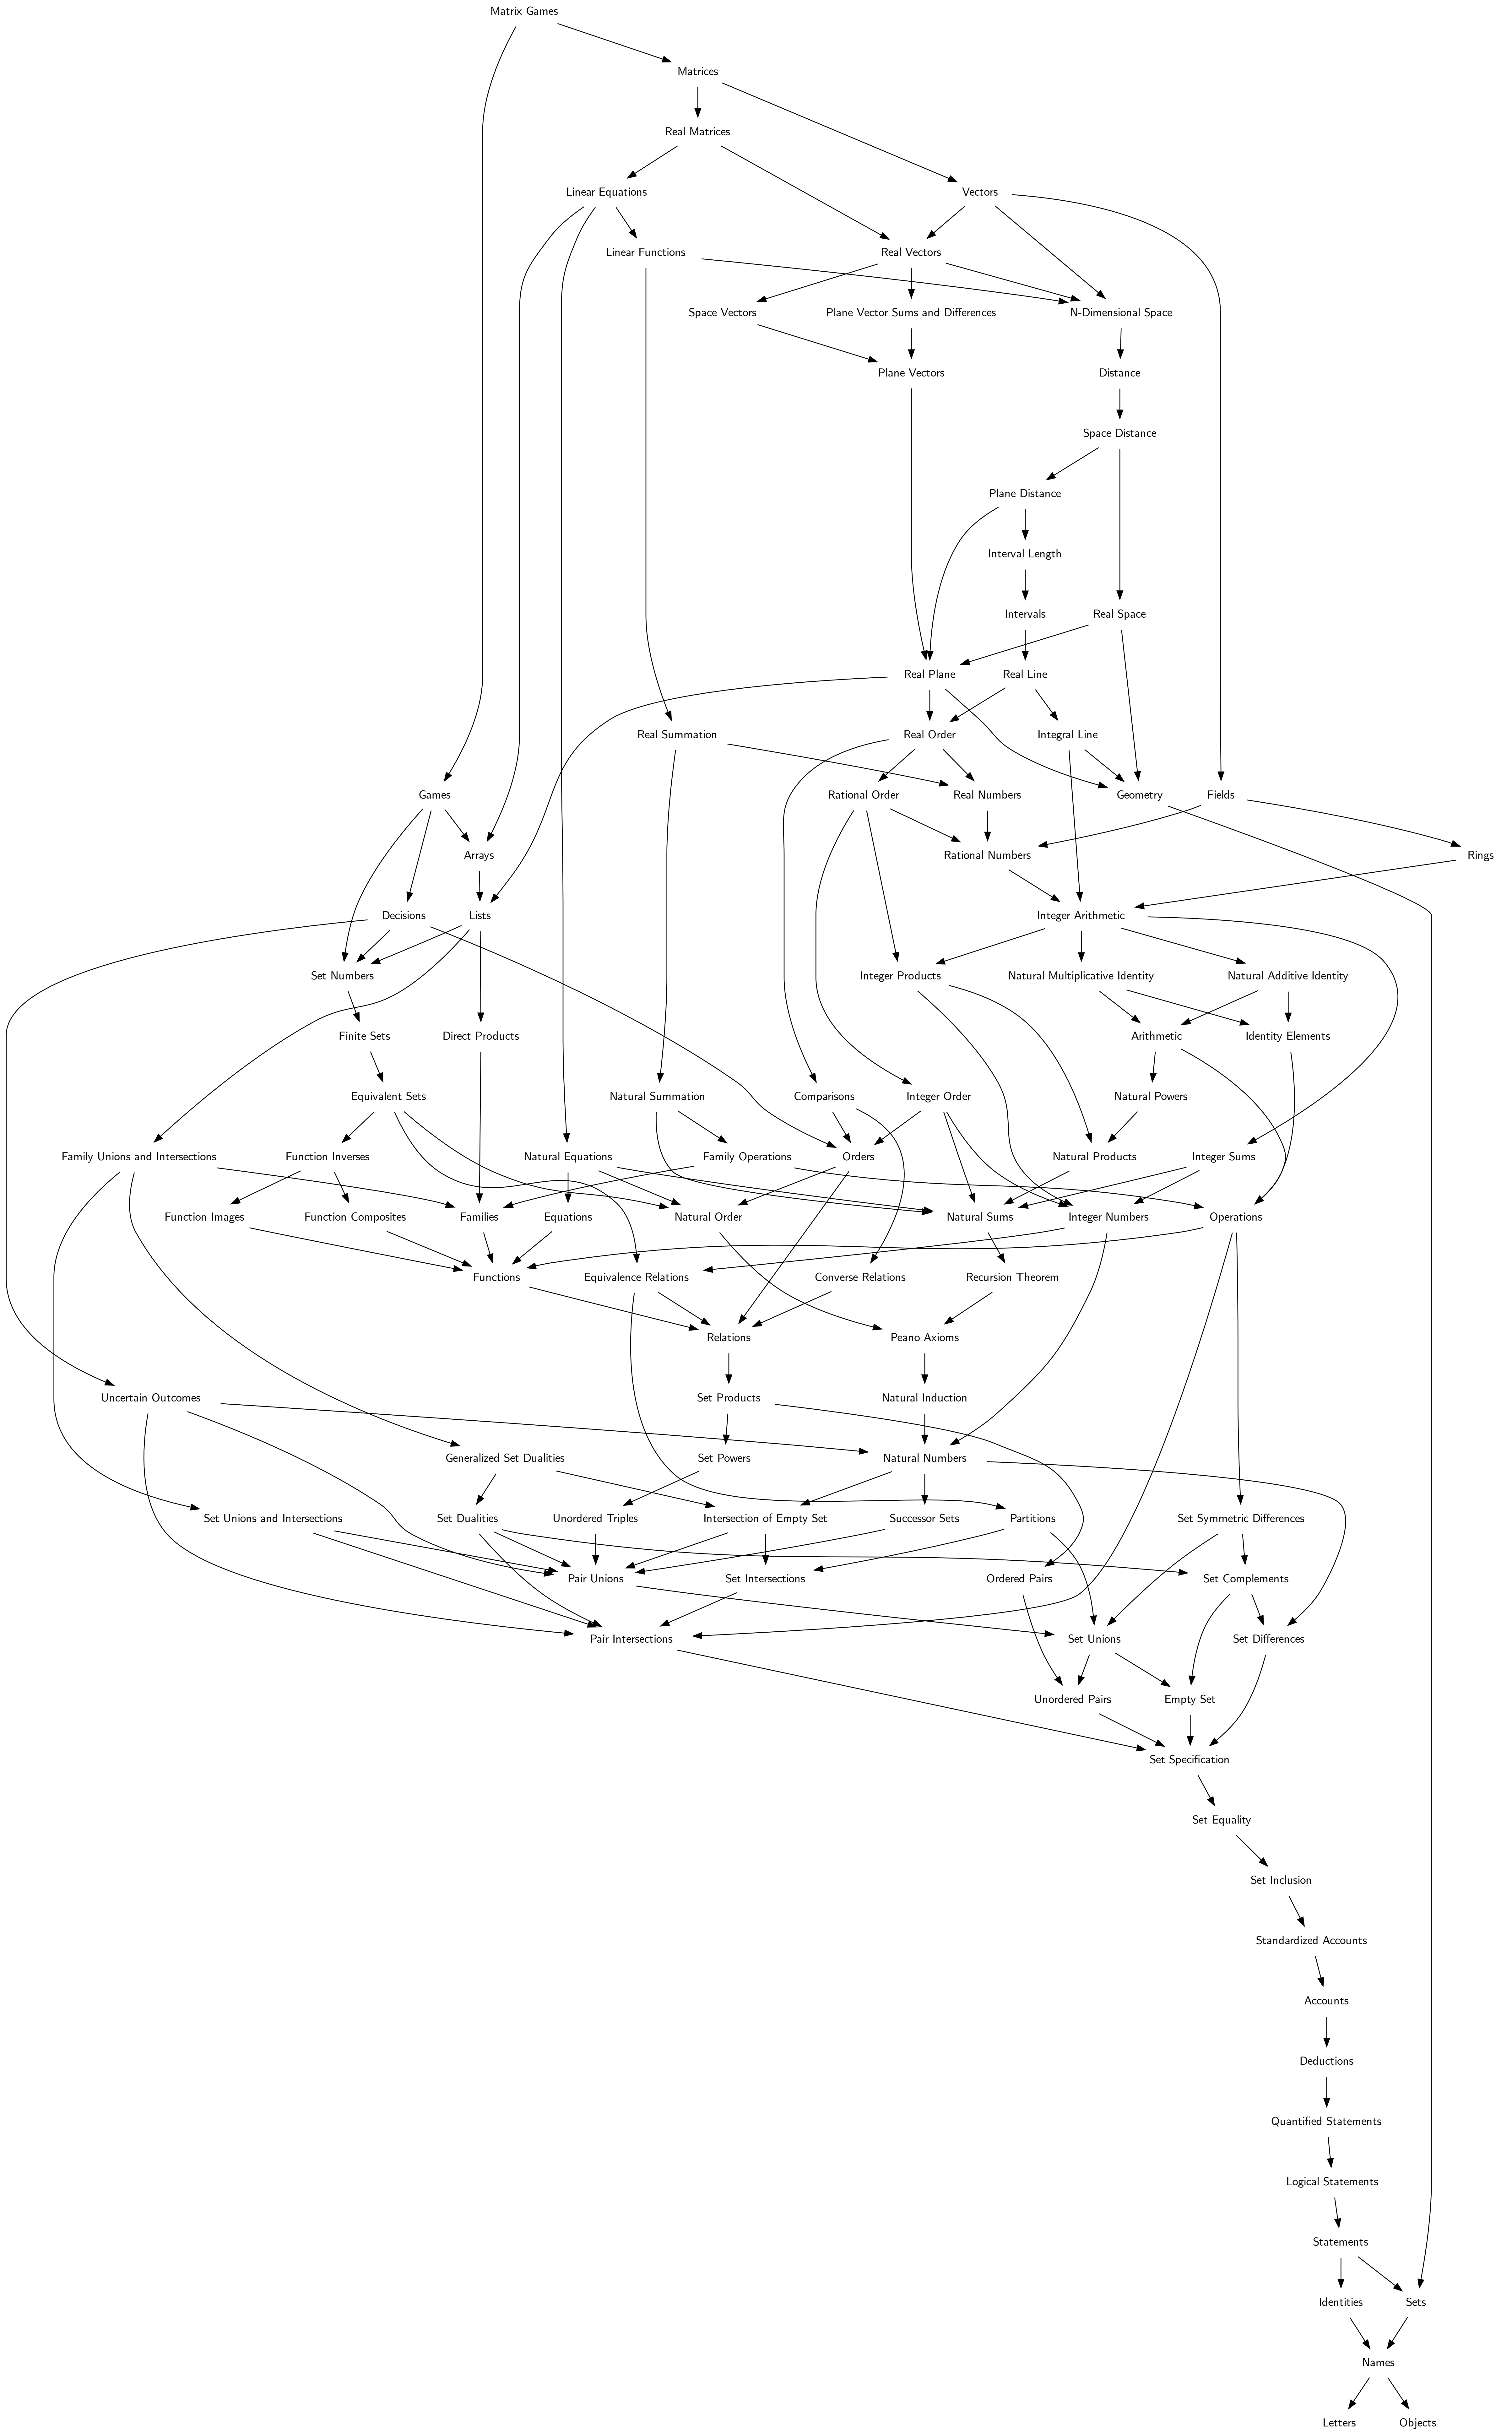 Matrix Games
Matrices
Real Matrices
Linear Equations
Vectors
Linear Functions
Real Vectors
Space Vectors
Plane Vector Sums and Differences
N-Dimensional Space
Plane Vectors
Distance
Space Distance
Plane Distance
Interval Length
Intervals
Real Space
Real Plane
Real Line
Real Summation
Real Order
Integral Line
Games
Rational Order
Real Numbers
Geometry
Fields
Arrays
Rational Numbers
Rings
Decisions
Lists
Integer Arithmetic
Set Numbers
Integer Products
Natural Multiplicative Identity
Natural Additive Identity
Finite Sets
Direct Products
Arithmetic
Identity Elements
Equivalent Sets
Natural Summation
Comparisons
Integer Order
Natural Powers
Family Unions and Intersections
Function Inverses
Natural Equations
Family Operations
Orders
Natural Products
Integer Sums
Function Images
Function Composites
Families
Equations
Natural Order
Natural Sums
Integer Numbers
Operations
Functions
Equivalence Relations
Converse Relations
Recursion Theorem
Relations
Peano Axioms
Uncertain Outcomes
Set Products
Natural Induction
Generalized Set Dualities
Set Powers
Natural Numbers
Set Unions and Intersections
Set Dualities
Unordered Triples
Intersection of Empty Set
Successor Sets
Partitions
Set Symmetric Differences
Pair Unions
Set Intersections
Ordered Pairs
Set Complements
Pair Intersections
Set Unions
Set Differences
Unordered Pairs
Empty Set
Set Specification
Set Equality
Set Inclusion
Standardized Accounts
Accounts
Deductions
Quantified Statements
Logical Statements
Statements
Identities
Sets
Names
Letters
Objects